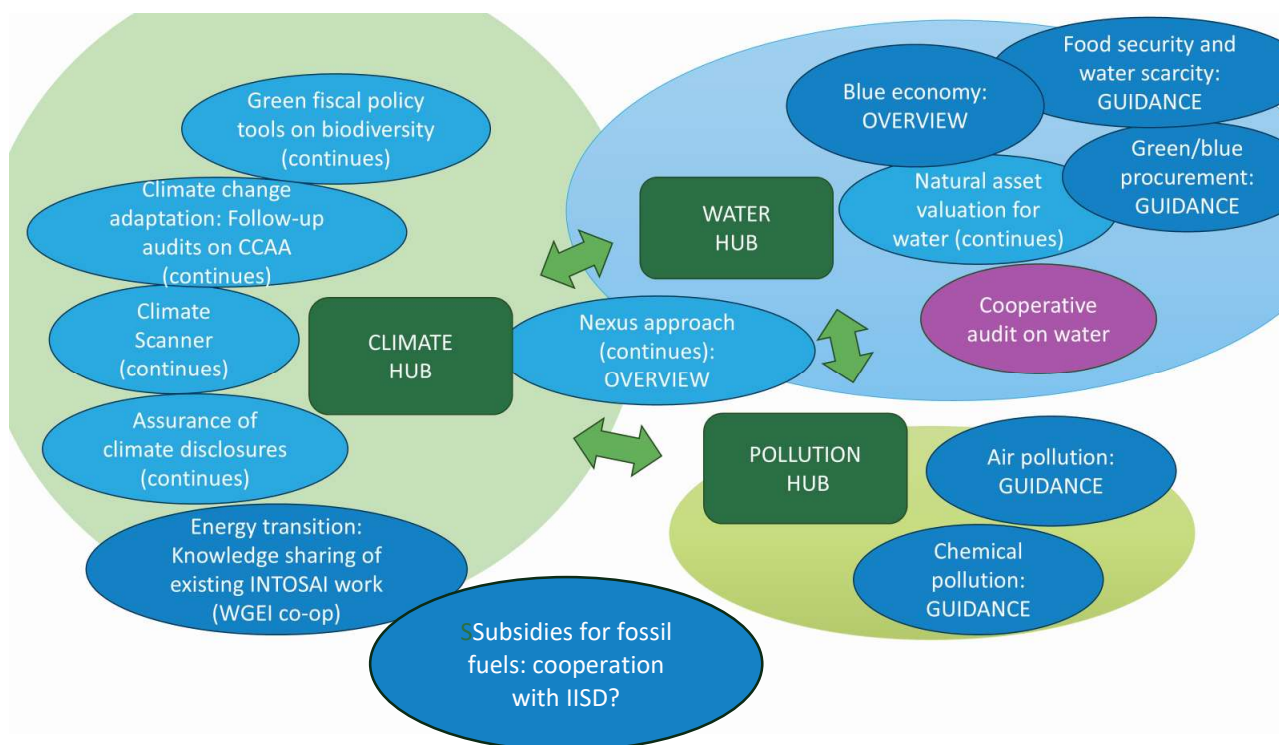 Green fiscal policy
tools on biodiversity
(continues)
Climate change
adaptation: Follow-up
audits on CCAA
(continues)
Climate
Scanner
(continues)
Assurance of
climate disclosures
(continues)
Energy transition:
Knowledge sharing of
existing INTOSAI work
(WGEI co-op)
CLIMATE
HUB
Nexus approach
(continues):
OVERVIEW
WATER
HUB
Blue economy:
OVERVIEW
Food security and
water scarcity:
GUIDANCE
Green/blue
procurement:
GUIDANCE
Natural asset
valuation for
water (continues)
Cooperative
audit on water
POLLUTION
HUB
Air pollution:
GUIDANCE
Chemical
pollution:
GUIDANCE
SSubsidies for fossil
fuels: cooperation
with IISD?